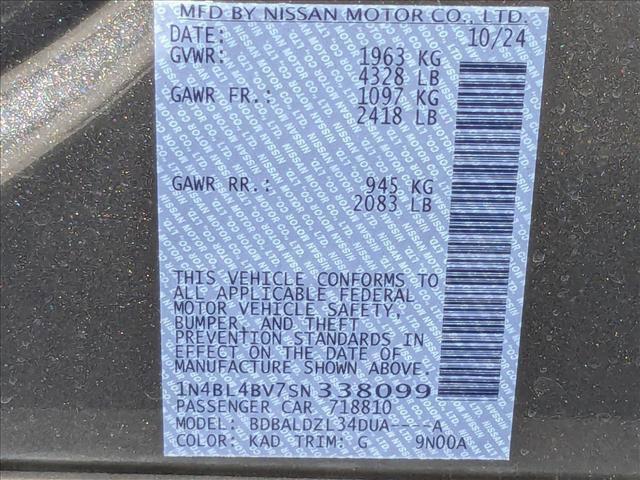 MFD BY NISSAN MOTOR CO., LTD.
DATE: 10/24
GVWR: 1963 KG
4328 LB
GAWR FR.: 1097 KG
2418 LB
GAWR RR.: 945 KG
2083 LB
THIS VEHICLE CONFORMS TO
ALL APPLICABLE FEDERAL
MOTOR VEHICLE SAFETY,
BUMPER, AND THEFT
PREVENTION STANDARDS IN
EFFECT ON THE DATE OF
MANUFACTURE SHOWN ABOVE.
1N4BL4BV7SN338099
PASSENGER CAR 718810
MODEL: BDBALDZL34DUA----A
COLOR: KAD TRIM: G 9N00A